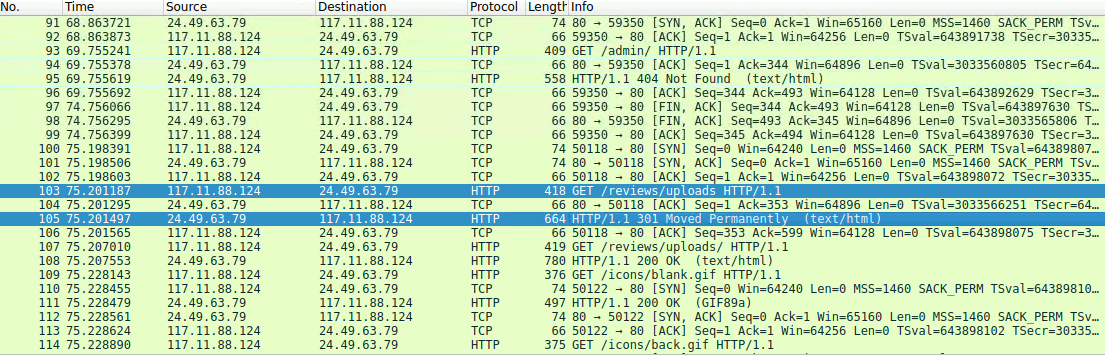 No. Time Source Destination Protocol Length Info
91 68.863721 24.49.63.79 117.11.88.124 TCP 74 80 → 59350 [SYN, ACK] Seq=0 Ack=1 Win=65160 Len=0 MSS=1460 SACK_PERM TSv…
92 68.863873 117.11.88.124 24.49.63.79 TCP 66 59350 → 80 [ACK] Seq=1 Ack=1 Win=64256 Len=0 TSval=643891738 TSecr=30335…
93 69.755241 117.11.88.124 24.49.63.79 HTTP 409 GET /admin/ HTTP/1.1
94 69.755378 24.49.63.79 117.11.88.124 TCP 66 80 → 59350 [ACK] Seq=1 Ack=344 Win=64896 Len=0 TSval=3033560805 TSecr=64…
95 69.755619 24.49.63.79 117.11.88.124 HTTP 558 HTTP/1.1 404 Not Found (text/html)
96 69.755692 117.11.88.124 24.49.63.79 TCP 66 59350 → 80 [ACK] Seq=344 Ack=493 Win=64128 Len=0 TSval=643892629 TSecr=3…
97 74.756066 117.11.88.124 24.49.63.79 TCP 66 59350 → 80 [FIN, ACK] Seq=344 Ack=493 Win=64128 Len=0 TSval=643897630 TS…
98 74.756295 24.49.63.79 117.11.88.124 TCP 66 80 → 59350 [FIN, ACK] Seq=493 Ack=345 Win=64896 Len=0 TSval=3033565806 T…
99 74.756399 117.11.88.124 24.49.63.79 TCP 66 59350 → 80 [ACK] Seq=345 Ack=494 Win=64128 Len=0 TSval=643897630 TSecr=3…
100 75.198391 117.11.88.124 24.49.63.79 TCP 74 50118 → 80 [SYN] Seq=0 Win=64240 Len=0 MSS=1460 SACK_PERM TSval=64389807…
101 75.198506 24.49.63.79 117.11.88.124 TCP 74 80 → 50118 [SYN, ACK] Seq=0 Ack=1 Win=65160 Len=0 MSS=1460 SACK_PERM TSv…
102 75.198603 117.11.88.124 24.49.63.79 TCP 66 50118 → 80 [ACK] Seq=1 Ack=1 Win=64256 Len=0 TSval=643898072 TSecr=30335…
103 75.201187 117.11.88.124 24.49.63.79 HTTP 418 GET /reviews/uploads HTTP/1.1
104 75.201295 24.49.63.79 117.11.88.124 TCP 66 80 → 50118 [ACK] Seq=1 Ack=353 Win=64896 Len=0 TSval=3033566251 TSecr=64…
105 75.201497 24.49.63.79 117.11.88.124 HTTP 664 HTTP/1.1 301 Moved Permanently (text/html)
106 75.201565 117.11.88.124 24.49.63.79 TCP 66 50118 → 80 [ACK] Seq=353 Ack=599 Win=64128 Len=0 TSval=643898075 TSecr=3…
107 75.207010 117.11.88.124 24.49.63.79 HTTP 419 GET /reviews/uploads/ HTTP/1.1
108 75.207553 24.49.63.79 117.11.88.124 HTTP 780 HTTP/1.1 200 OK (text/html)
109 75.228143 117.11.88.124 24.49.63.79 HTTP 376 GET /icons/blank.gif HTTP/1.1
110 75.228455 117.11.88.124 24.49.63.79 TCP 74 50122 → 80 [SYN] Seq=0 Win=64240 Len=0 MSS=1460 SACK_PERM TSval=64389810…
111 75.228479 24.49.63.79 117.11.88.124 HTTP 497 HTTP/1.1 200 OK (GIF89a)
112 75.228561 24.49.63.79 117.11.88.124 TCP 74 80 → 50122 [SYN, ACK] Seq=0 Ack=1 Win=65160 Len=0 MSS=1460 SACK_PERM TSv…
113 75.228624 117.11.88.124 24.49.63.79 TCP 66 50122 → 80 [ACK] Seq=1 Ack=1 Win=64256 Len=0 TSval=643898102 TSecr=30335…
114 75.228890 117.11.88.124 24.49.63.79 HTTP 375 GET /icons/back.gif HTTP/1.1